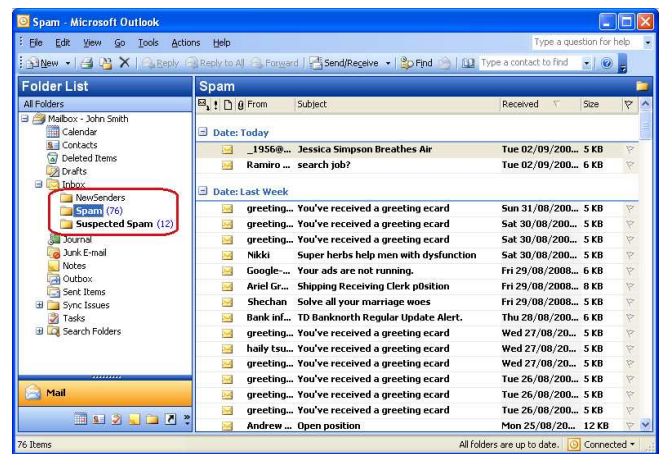 Spam - Microsoft Outlook
File Edit View Go Tools Actions Help Type a question for help
New Reply Reply to All Forward Send/Receive Find Type a contact to find
Folder List Spam
All Folders
! From Subject Received Size
Mailbox - John Smith
Calendar
Contacts
Deleted Items
Drafts
Inbox
NewSenders
Spam (76)
Suspected Spam (12)
Journal
Junk E-mail
Notes
Outbox
Sent Items
Sync Issues
Tasks
Search Folders
Mail
Date: Today
_1956@... Jessica Simpson Breathes Air Tue 02/09/200... 5 KB
Ramiro ... search job? Tue 02/09/200... 6 KB
Date: Last Week
greeting... You've received a greeting ecard Sun 31/08/200... 5 KB
greeting... You've received a greeting ecard Sat 30/08/200... 5 KB
greeting... You've received a greeting ecard Sat 30/08/200... 5 KB
Nikki Super herbs help men with dysfunction Sat 30/08/200... 5 KB
Google-... Your ads are not running. Fri 29/08/2008... 6 KB
Ariel Gr... Shipping Receiving Clerk p0sition Fri 29/08/2008... 8 KB
Shechan Solve all your marriage woes Fri 29/08/2008... 5 KB
Bank inf... TD Banknorth Regular Update Alert. Thu 28/08/200... 6 KB
greeting... You've received a greeting ecard Wed 27/08/20... 5 KB
haily tsu... You've received a greeting ecard Wed 27/08/20... 5 KB
greeting... You've received a greeting ecard Wed 27/08/20... 5 KB
greeting... You've received a greeting ecard Tue 26/08/200... 5 KB
greeting... You've received a greeting ecard Tue 26/08/200... 5 KB
greeting... You've received a greeting ecard Tue 26/08/200... 5 KB
Andrew ... Open position Mon 25/08/20... 12 KB
76 Items All folders are up to date. Connected